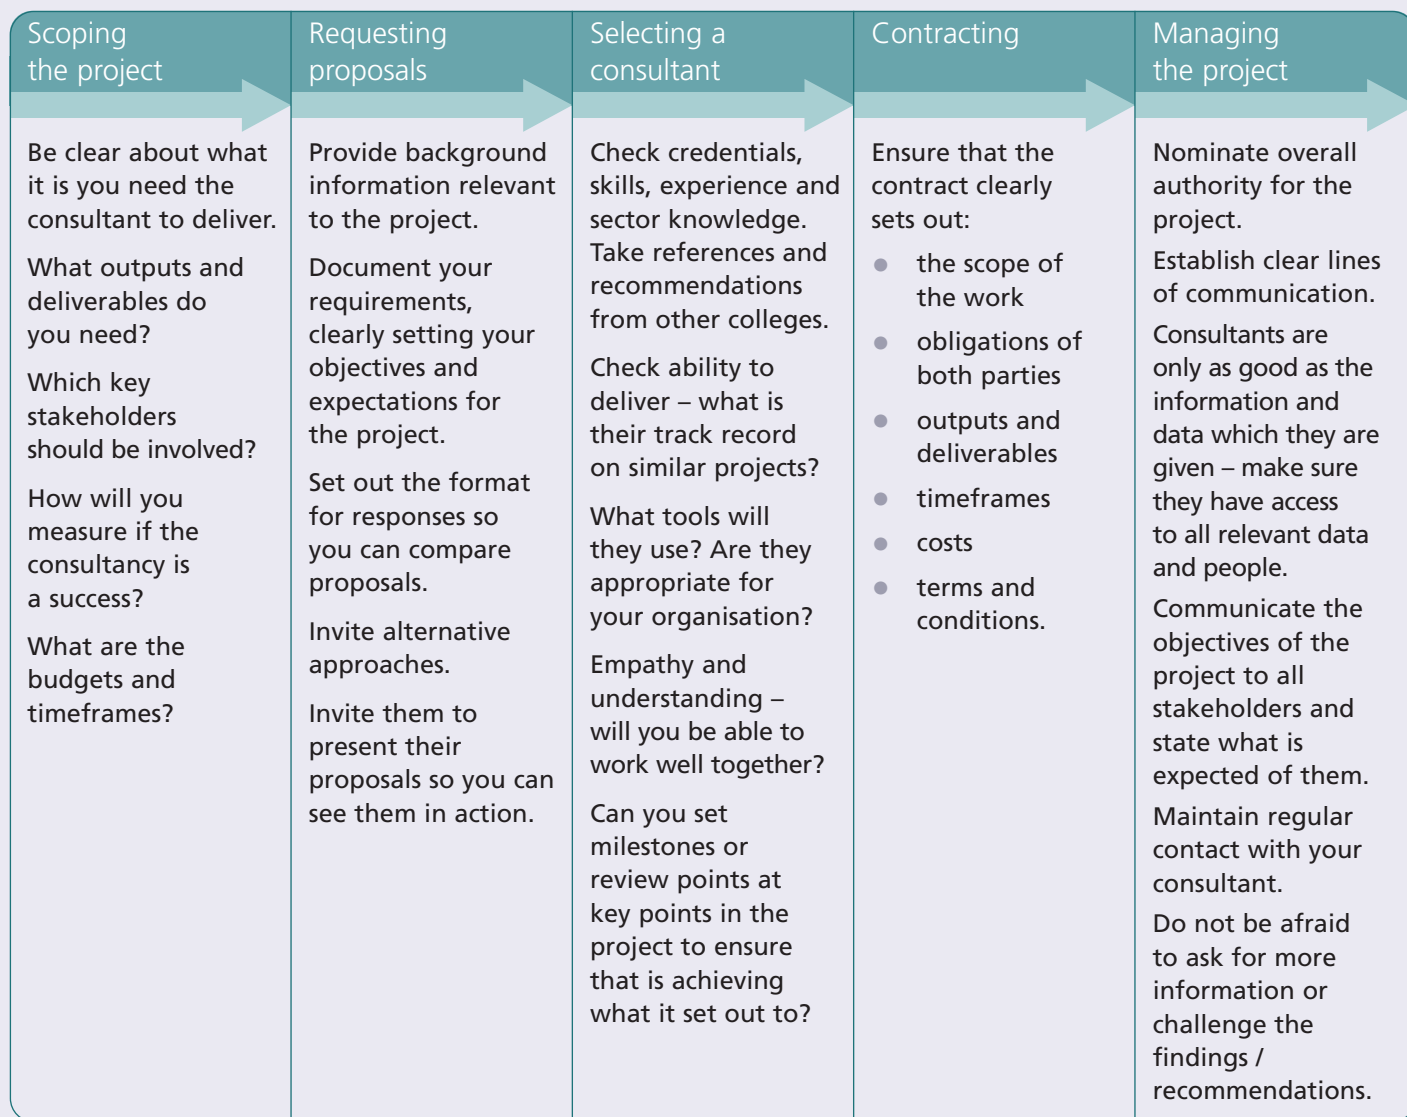 Scoping
the project
Be clear about what
it is you need the
consultant to deliver.
What outputs and
deliverables do
you need?
Which key
stakeholders
should be involved?
How will you
measure if the
consultancy is
a success?
What are the
budgets and
timeframes?
Requesting
proposals
Provide background
information relevant
to the project.
Document your
requirements,
clearly setting your
objectives and
expectations for
the project.
Set out the format
for responses so
you can compare
proposals.
Invite alternative
approaches.
Invite them to
present their
proposals so you can
see them in action.
Selecting a
consultant
Check credentials,
skills, experience and
sector knowledge.
Take references and
recommendations
from other colleges.
Check ability to
deliver – what is
their track record
on similar projects?
What tools will
they use? Are they
appropriate for
your organisation?
Empathy and
understanding –
will you be able to
work well together?
Can you set
milestones or
review points at
key points in the
project to ensure
that is achieving
what it set out to?
Contracting
Ensure that the
contract clearly
sets out:
● the scope of
the work
● obligations of
both parties
● outputs and
deliverables
● timeframes
● costs
● terms and
conditions.
Managing
the project
Nominate overall
authority for the
project.
Establish clear lines
of communication.
Consultants are
only as good as the
information and
data which they are
given – make sure
they have access
to all relevant data
and people.
Communicate the
objectives of the
project to all
stakeholders and
state what is
expected of them.
Maintain regular
contact with your
consultant.
Do not be afraid
to ask for more
information or
challenge the
findings /
recommendations.